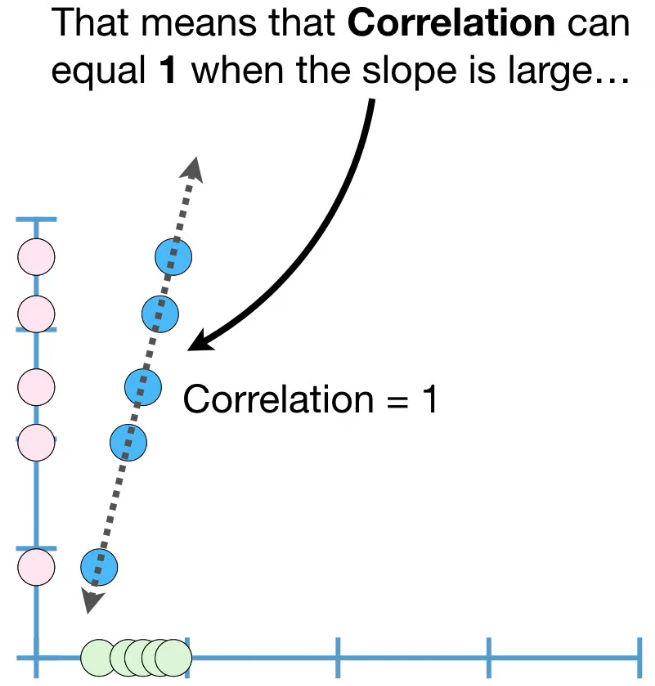 That means that Correlation can
equal 1 when the slope is large…
Correlation = 1